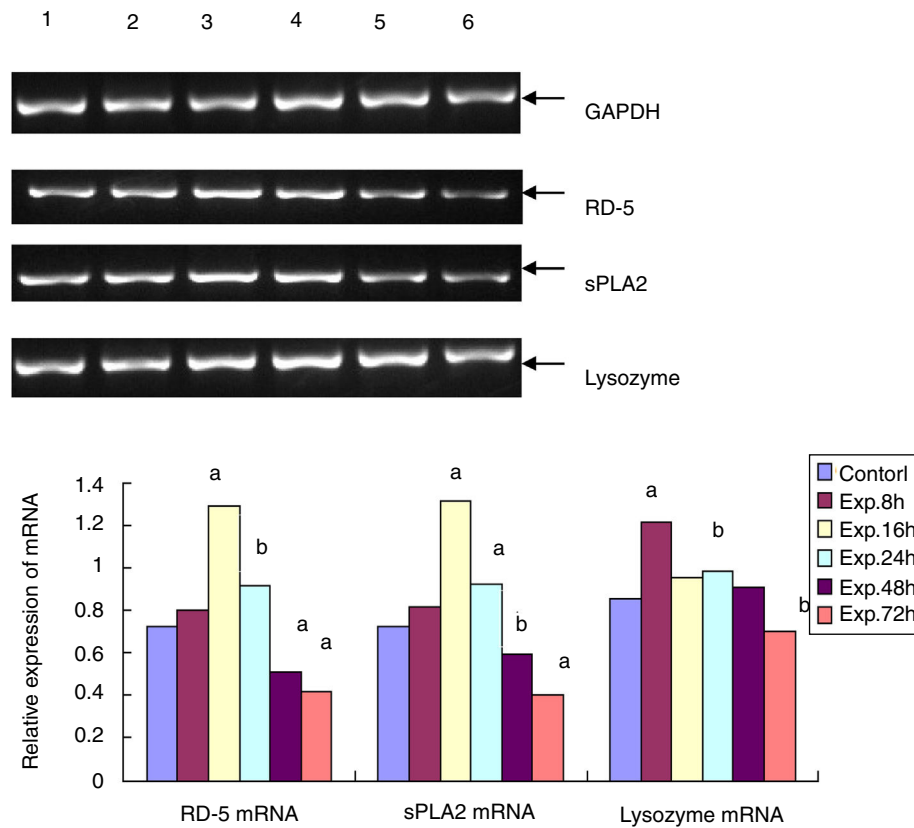 1 2 3 4 5 6
GAPDH
RD-5
sPLA2
Lysozyme
Relative expression of mRNA
1.4
1.2
1
0.8
0.6
0.4
0.2
0
a
b
a
a
a
a
b
a
a
b
b
RD-5 mRNA
sPLA2 mRNA
Lysozyme mRNA
Contorl
Exp.8h
Exp.16h
Exp.24h
Exp.48h
Exp.72h